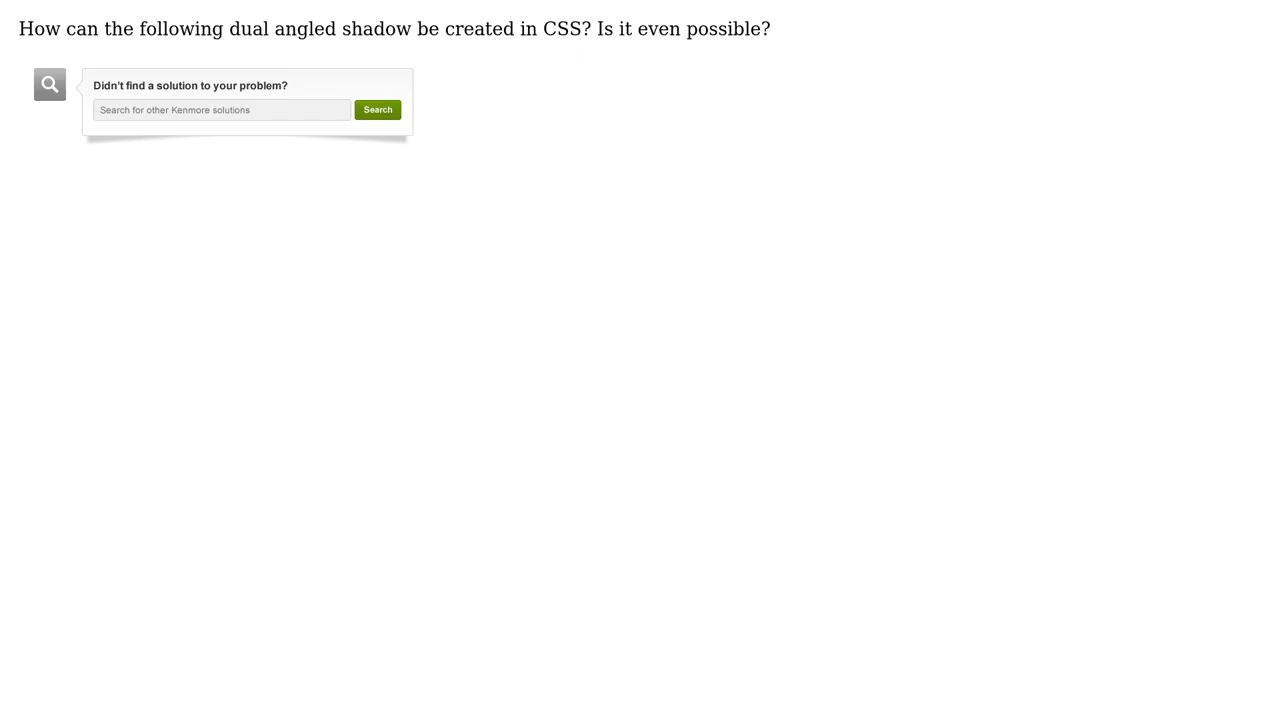 How can the following dual angled shadow be created in CSS? Is it even possible?
Didn't find a solution to your problem?
Search for other Kenmore solutions
Search